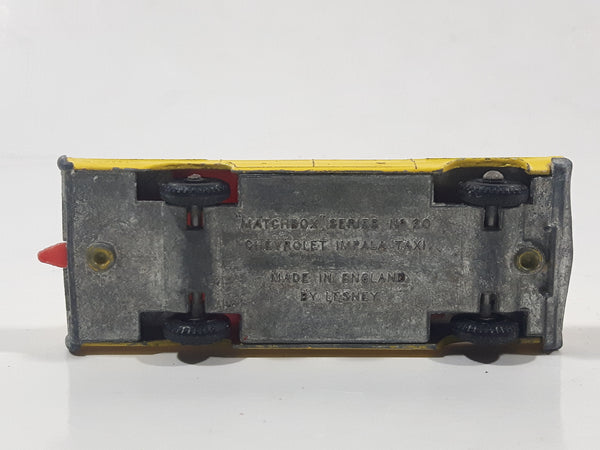 "MATCHBOX" SERIES Nº 20
CHEVROLET IMPALA TAXI
MADE IN ENGLAND
BY LESNEY